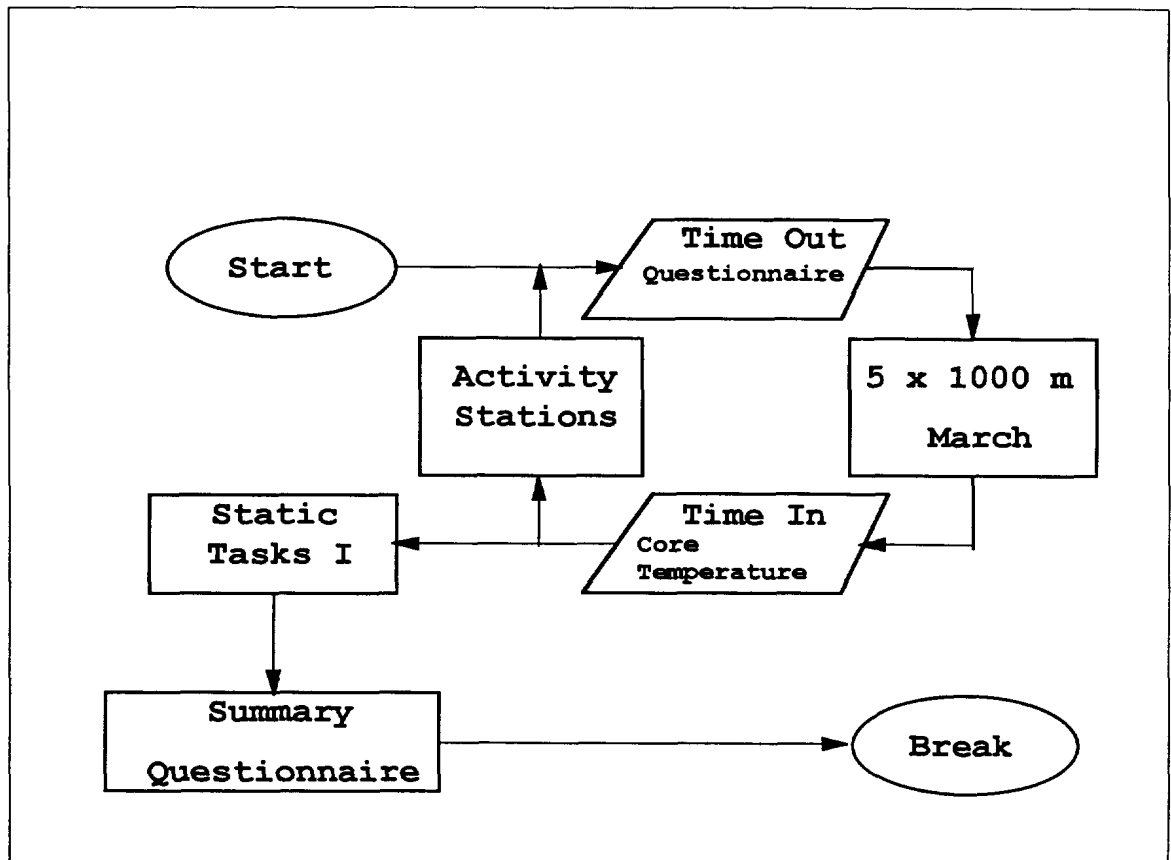 Start
Time Out
Questionnaire
Activity
Stations
5 x 1000 m
March
Static
Tasks I
Time In
Core
Temperature
Summary
Questionnaire
Break